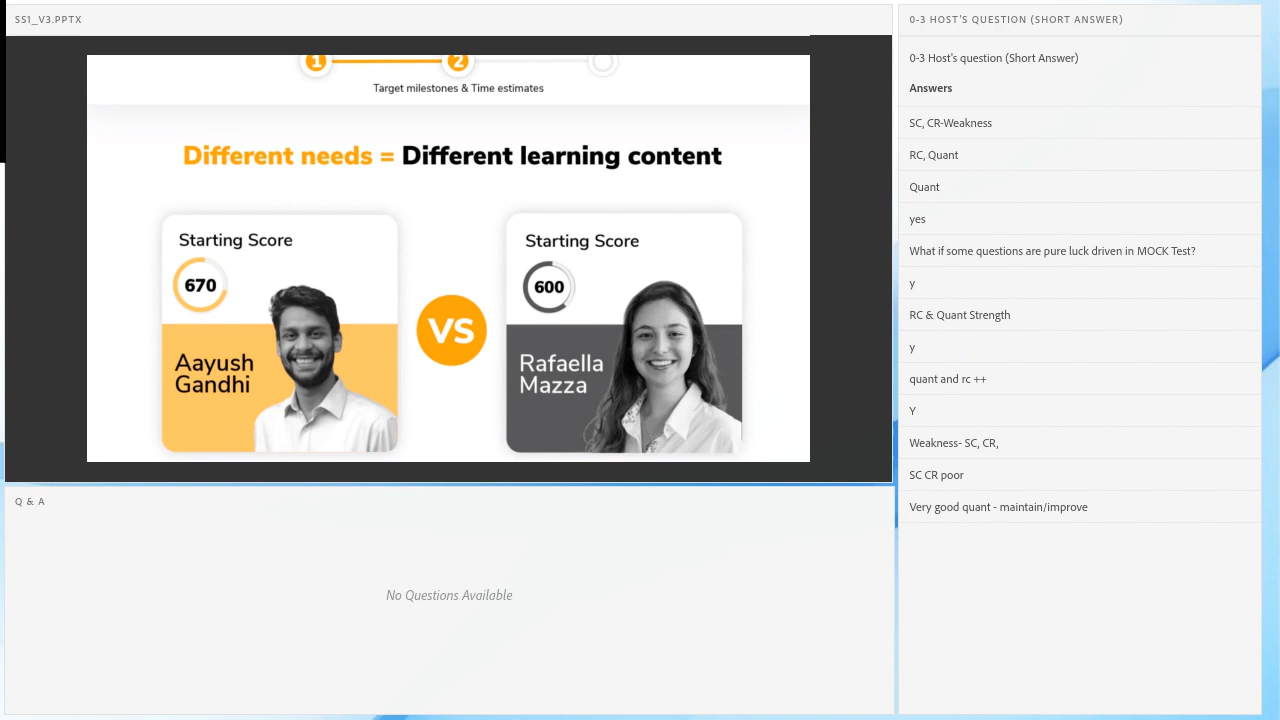 SS1_V3.PPTX
1
2
Target milestones & Time estimates
Different needs = Different learning content
Starting Score
670
Aayush
Gandhi
VS
Starting Score
600
Rafaella
Mazza
Q & A
No Questions Available
0-3 HOST'S QUESTION (SHORT ANSWER)
0-3 Host's question (Short Answer)
Answers
SC, CR-Weakness
RC, Quant
Quant
yes
What if some questions are pure luck driven in MOCK Test?
y
RC & Quant Strength
y
quant and rc ++
Y
Weakness- SC, CR,
SC CR poor
Very good quant - maintain/improve